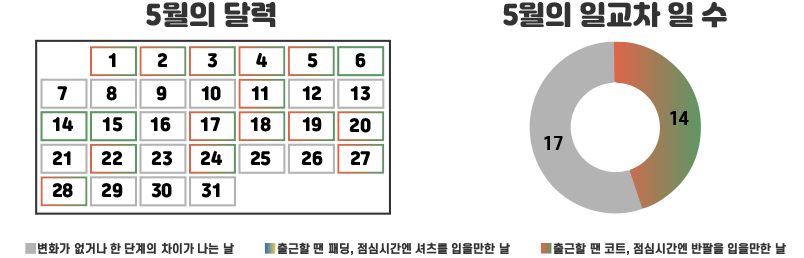 5월의 달력
5월의 일교차 일 수
1 2 3 4 5 6
7 8 9 10 11 12 13
14 15 16 17 18 19 20
21 22 23 24 25 26 27
28 29 30 31
17
14
변화가 없거나 한 단계의 차이가 나는 날
출근할 땐 패딩, 점심시간엔 셔츠를 입을만한 날
출근할 땐 코트, 점심시간엔 반팔을 입을만한 날